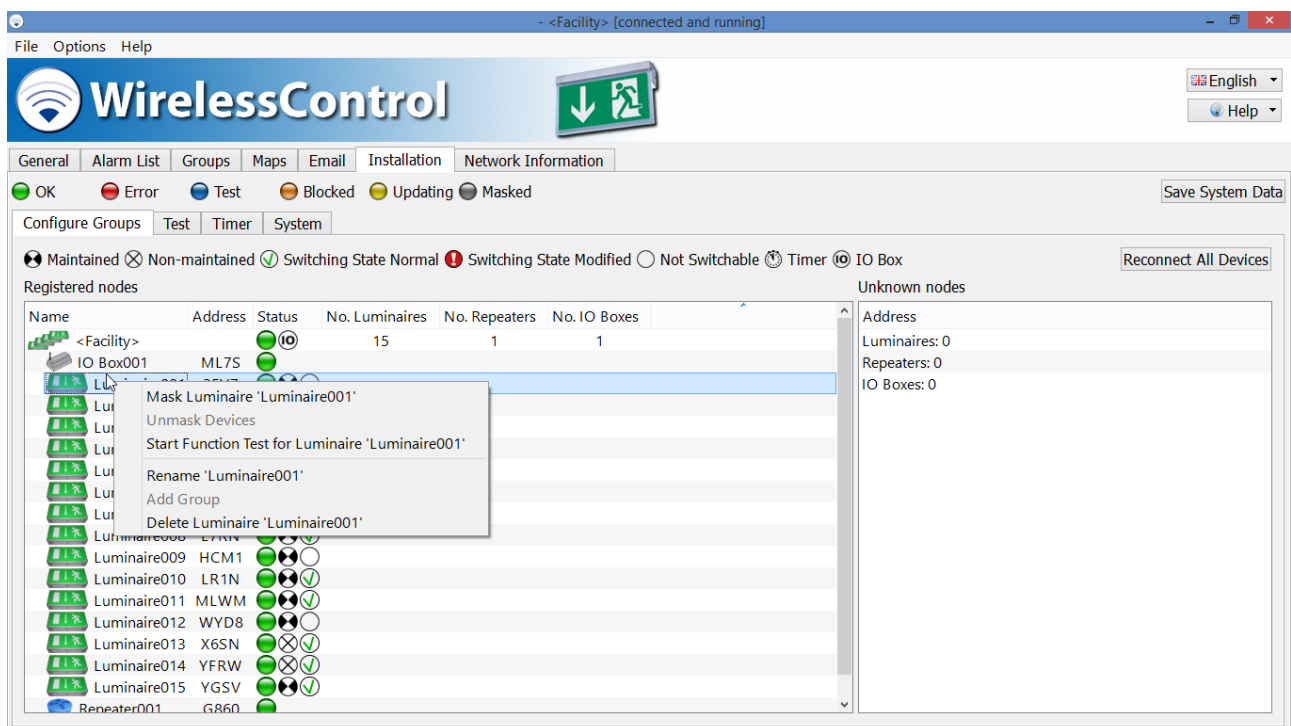 - <Facility> [connected and running]
File Options Help
WirelessControl
English
Help
General Alarm List Groups Maps Email Installation Network Information
OK Error Test Blocked Updating Masked Save System Data
Configure Groups Test Timer System
Maintained Non-maintained Switching State Normal Switching State Modified Not Switchable Timer IO IO Box Reconnect All Devices
Registered nodes Unknown nodes
Name Address Status No. Luminaires No. Repeaters No. IO Boxes Address
<Facility> IO 15 1 1 Luminaires: 0
IO Box001 ML7S Repeaters: 0
IO Boxes: 0
Mask Luminaire 'Luminaire001'
Unmask Devices
Start Function Test for Luminaire 'Luminaire001'
Rename 'Luminaire001'
Add Group
Delete Luminaire 'Luminaire001'
Luminaire008 L7RN
Luminaire009 HCM1
Luminaire010 LR1N
Luminaire011 MLWM
Luminaire012 WYD8
Luminaire013 X6SN
Luminaire014 YFRW
Luminaire015 YGSV
Repeater001 G860